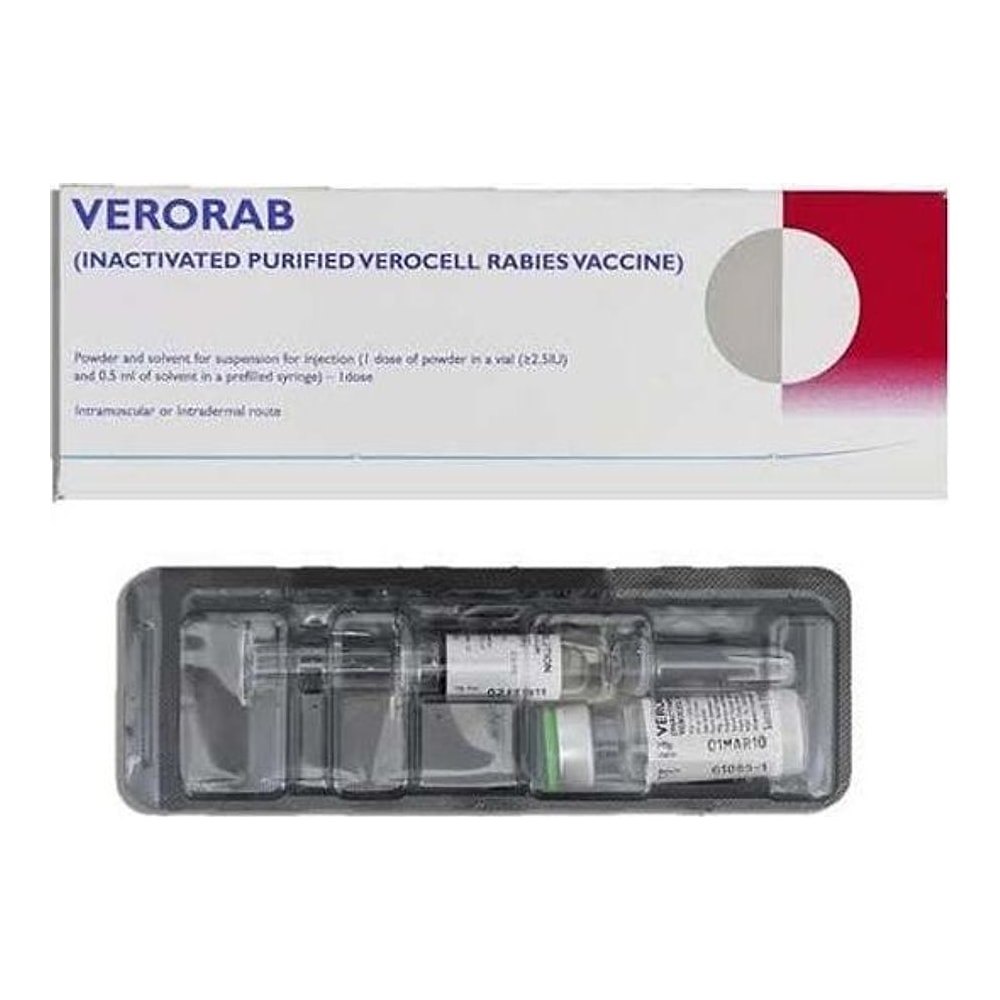 VERORAB
(INACTIVATED PURIFIED VEROCELL RABIES VACCINE)
Powder and solvent for suspension for injection (1 dose of powder in a vial (≥2.5IU)
and 0.5 ml of solvent in a prefilled syringe) – 1dose
Intramuscular or Intradermal route
VERO
01MAR10